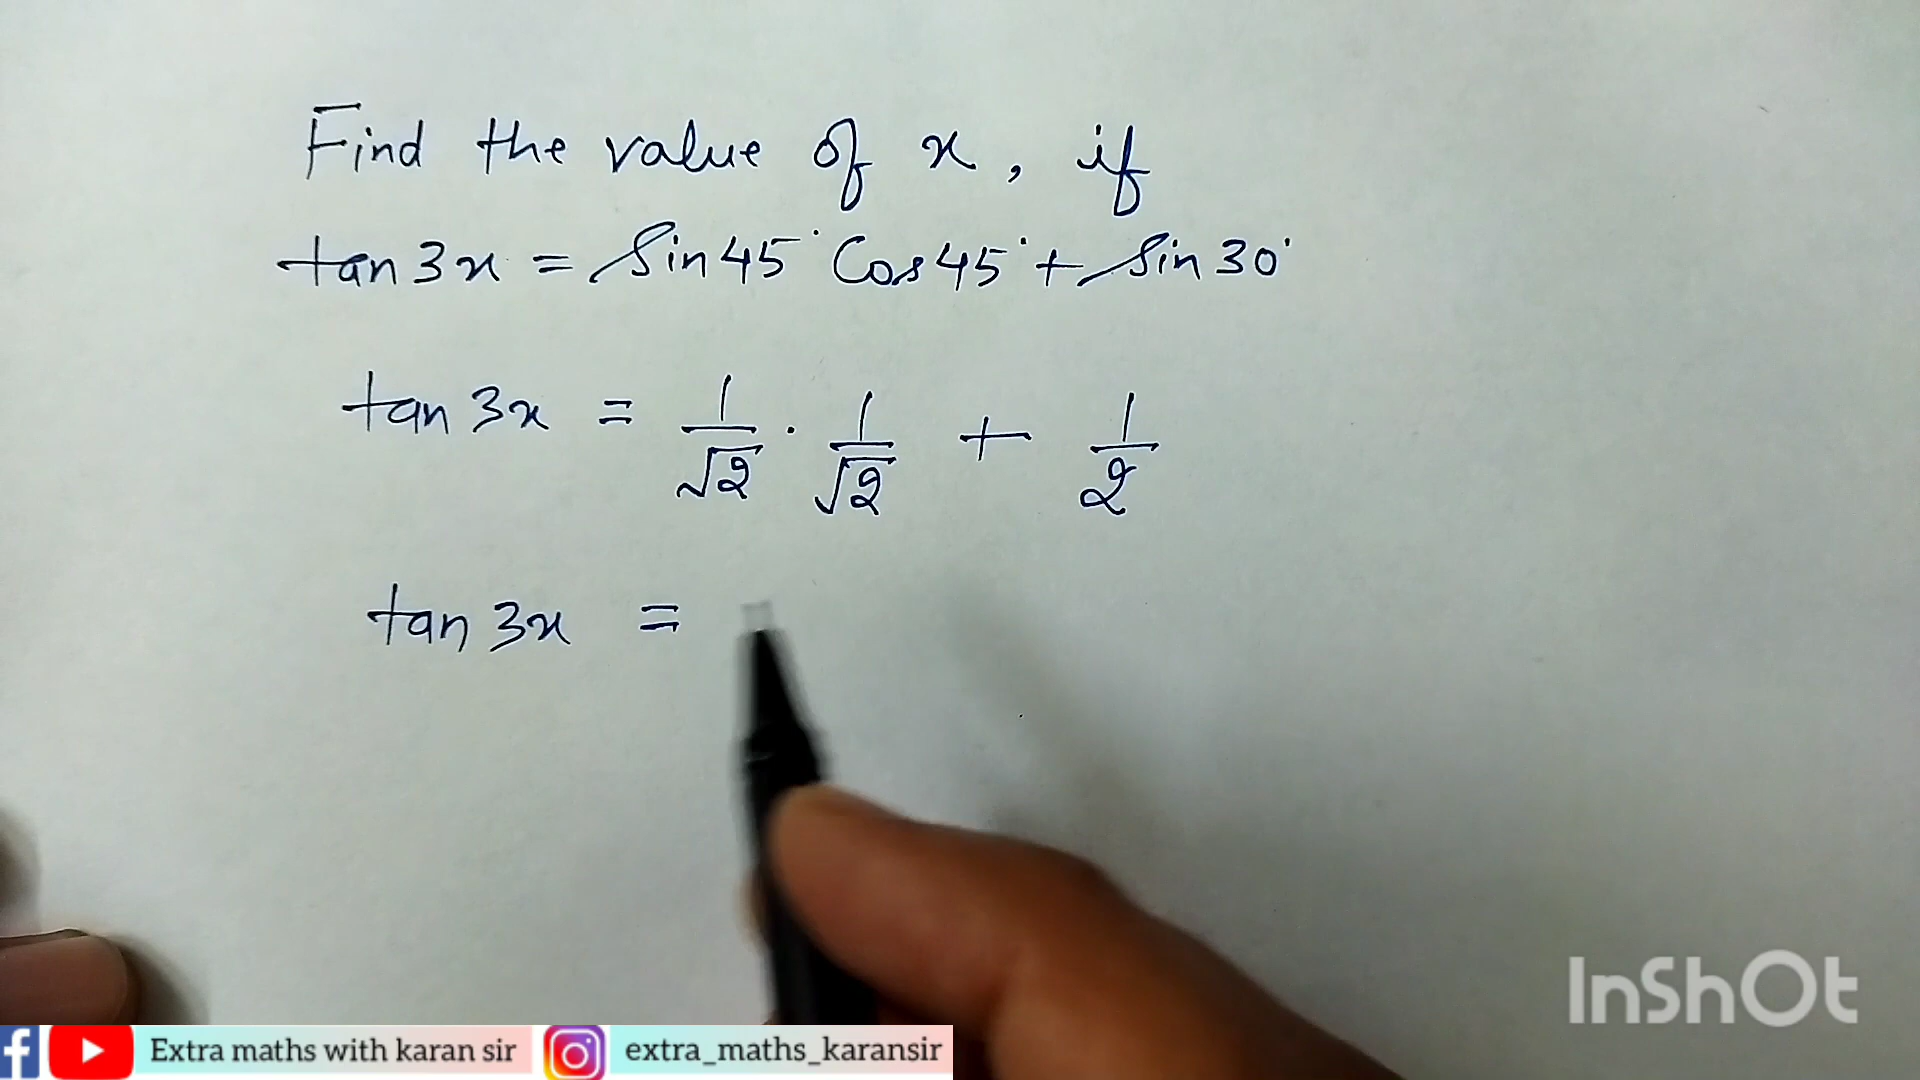 Find the value of x, if
tan 3x = Sin 45° Cos 45° + Sin 30°
tan 3x = 1/√2 · 1/√2 + 1/2
tan 3x =
InShOt
Extra maths with karan sir extra_maths_karansir